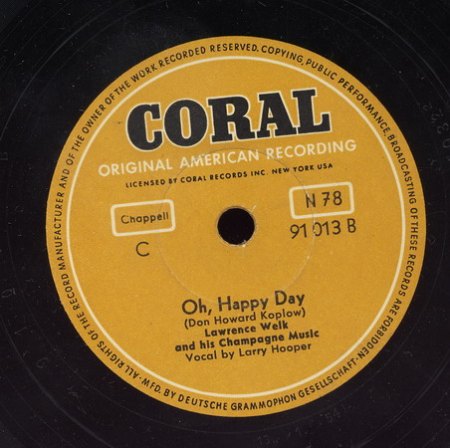 ALL RIGHTS OF THE RECORD MANUFACTURER AND OF THE OWNER OF THE WORK RECORDED RESERVED. COPYING, PUBLIC PERFORMANCE, BROADCASTING OF THESE RECORDS ARE FORBIDDEN
CORAL
ORIGINAL AMERICAN RECORDING
LICENSED BY CORAL RECORDS INC. NEW YORK USA
Chappell
N 78
C
91 013 B
Oh, Happy Day
(Don Howard Koplow)
Lawrence Welk
and his Champagne Music
Vocal by Larry Hooper
MFD. BY DEUTSCHE GRAMMOPHON GESELLSCHAFT